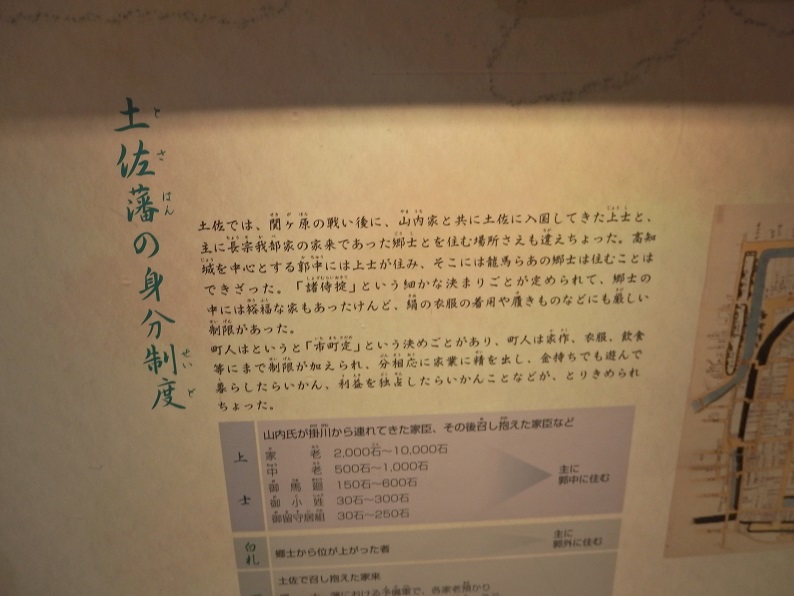 土佐藩の身分制度
土佐では、関ヶ原の戦い後に、山内家と共に土佐に入国してきた上士と、
主に長宗我部家の家来であった郷士とを住む場所さえも違えちょった。高知
城を中心とする郭中には上士が住み、そこには龍馬らあの郷士は住むことは
できざった。「諸侍掟」という細かな決まりごとが定められて、郷士の
中には裕福な家もあったけんど、絹の衣服の着用や履きものなどにも厳しい
制限があった。
町人はというと「市町定」という決めごとがあり、町人は家作、衣服、飲食
等にまで制限が加えられ、分相応に家業に精を出し、金持ちでも遊んで
暮らしたらいかん、利益を独占したらいかんことなどが、とりきめられ
ちょった。
上士
山内氏が掛川から連れてきた家臣、その後召し抱えた家臣など
家老 2,000石～10,000石
中老 500石～1,000石
御馬廻 150石～600石
御小姓 30石～300石
御留守居組 30石～250石
主に
郭中に住む
白札
郷士から位が上がった者
主に
郭外に住む
土佐で召し抱えた家来